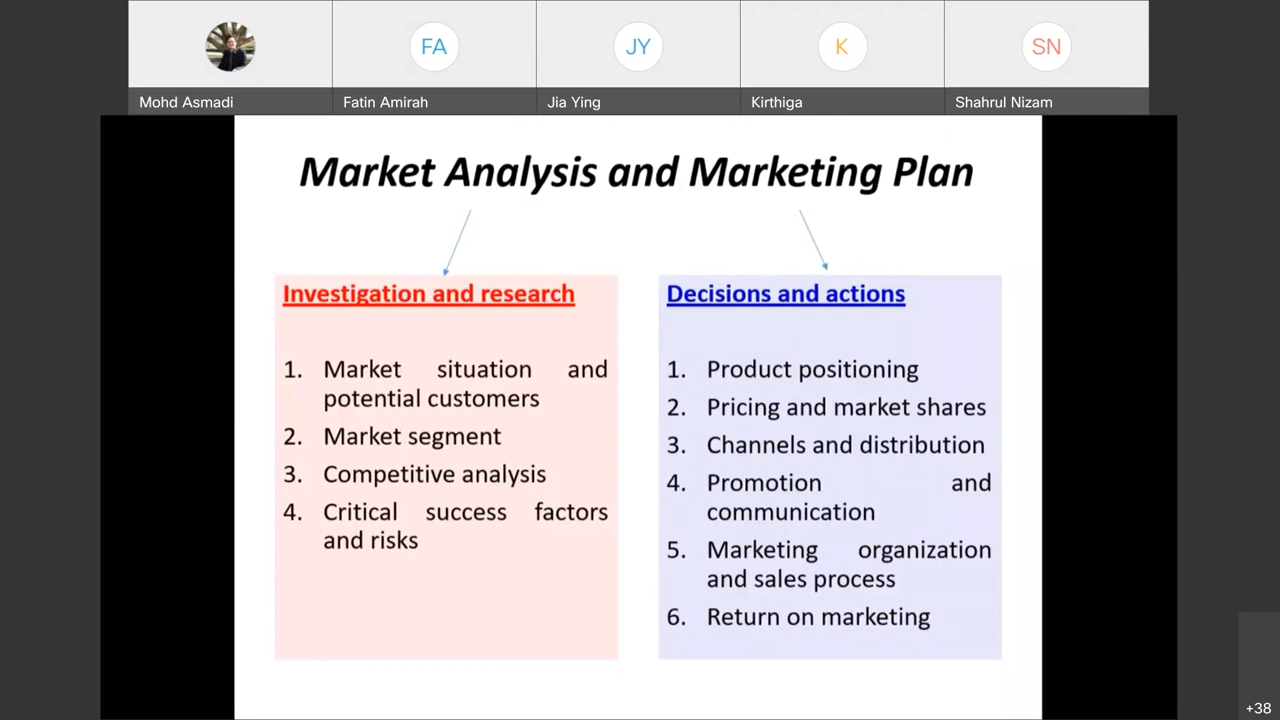 FA
JY
K
SN
Mohd Asmadi
Fatin Amirah
Jia Ying
Kirthiga
Shahrul Nizam
Market Analysis and Marketing Plan
Investigation and research
1. Market situation and
potential customers
2. Market segment
3. Competitive analysis
4. Critical success factors
and risks
Decisions and actions
1. Product positioning
2. Pricing and market shares
3. Channels and distribution
4. Promotion and
communication
5. Marketing organization
and sales process
6. Return on marketing
+38